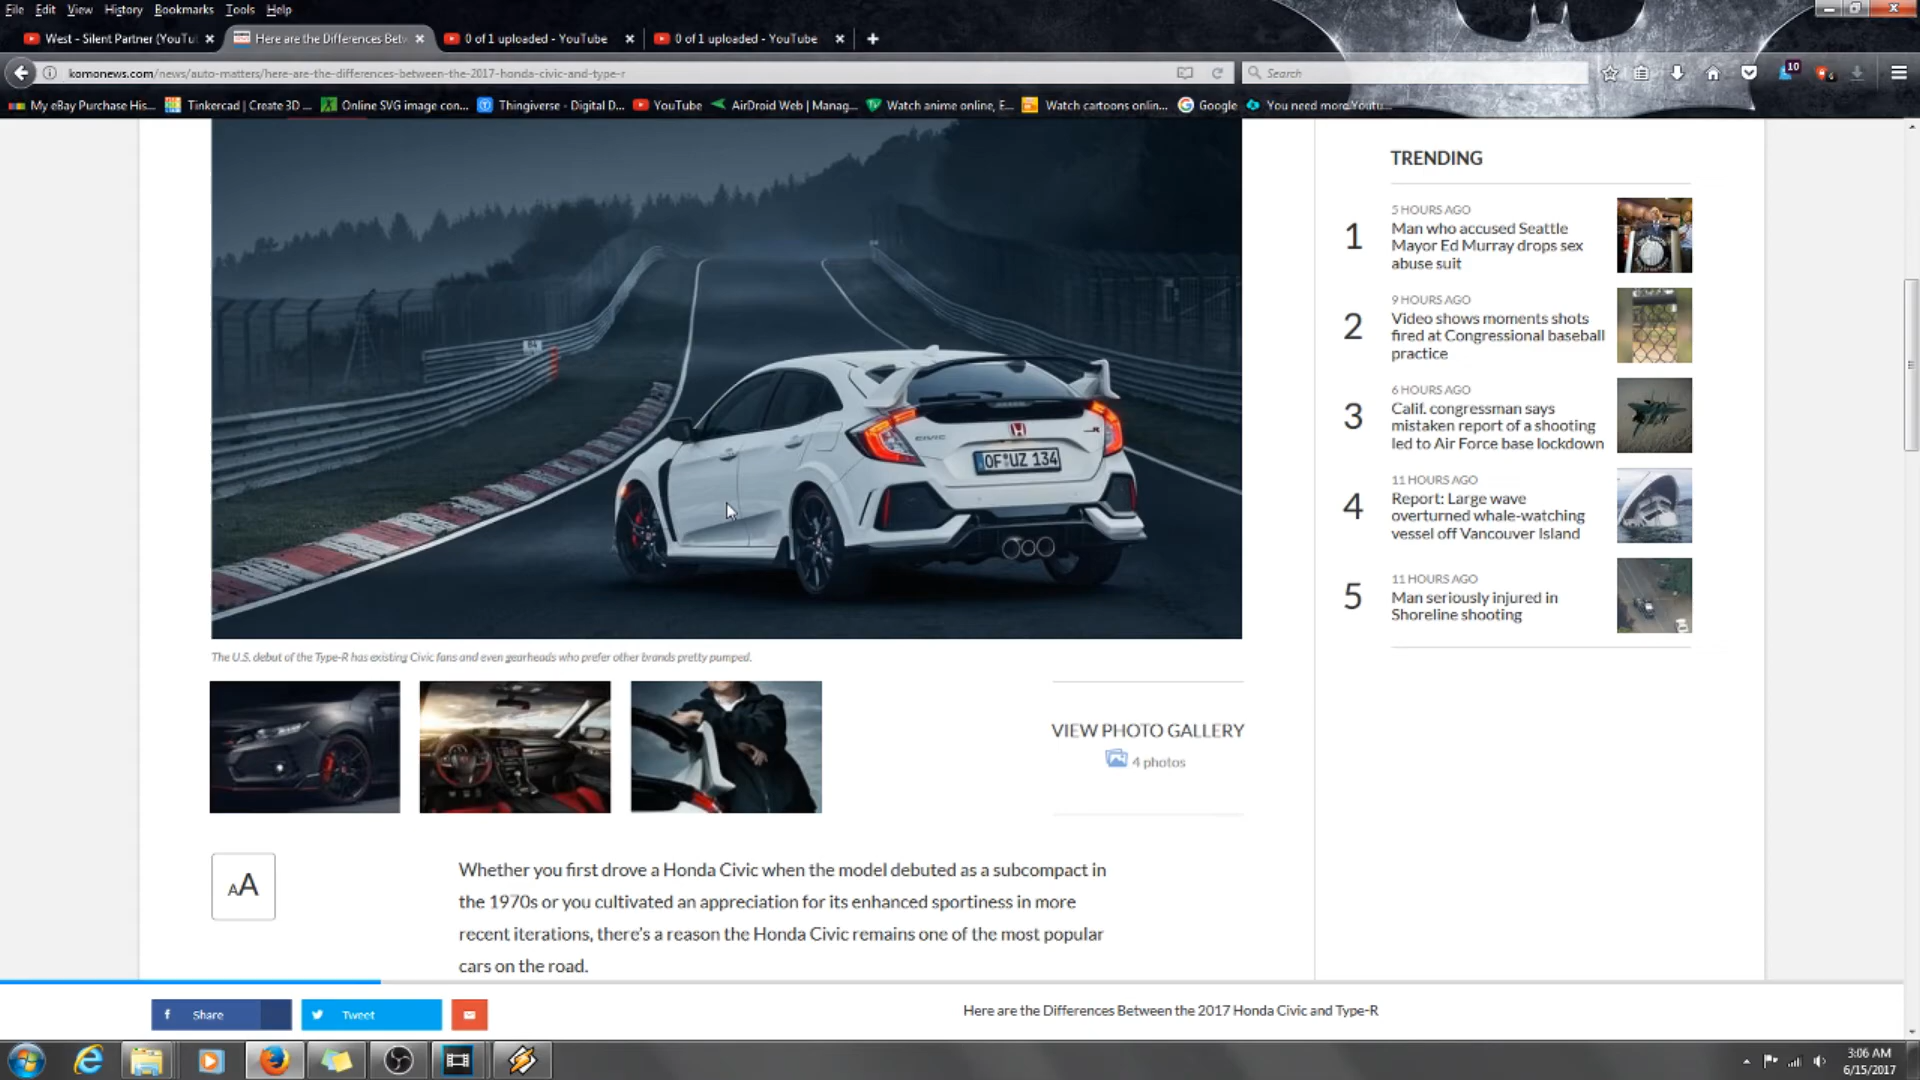 File Edit View History Bookmarks Tools Help
West - Silent Partner (YouTu
Here are the Differences Betw
0 of 1 uploaded - YouTube
0 of 1 uploaded - YouTube
komonews.com/news/auto-matters/here-are-the-differences-between-the-2017-honda-civic-and-type-r
Search
10
My eBay Purchase His... Tinkercad | Create 3D ... Online SVG image con... Thingiverse - Digital D... YouTube AirDroid Web | Manag... Watch anime online, E... Watch cartoons onlin... Google You need more Youtu...
CIVIC
OF UZ 134
The U.S. debut of the Type-R has existing Civic fans and even gearheads who prefer other brands pretty pumped.
VIEW PHOTO GALLERY
4 photos
AA
Whether you first drove a Honda Civic when the model debuted as a subcompact in
the 1970s or you cultivated an appreciation for its enhanced sportiness in more
recent iterations, there's a reason the Honda Civic remains one of the most popular
cars on the road.
TRENDING
1
5 HOURS AGO
Man who accused Seattle
Mayor Ed Murray drops sex
abuse suit
2
9 HOURS AGO
Video shows moments shots
fired at Congressional baseball
practice
3
6 HOURS AGO
Calif. congressman says
mistaken report of a shooting
led to Air Force base lockdown
4
11 HOURS AGO
Report: Large wave
overturned whale-watching
vessel off Vancouver Island
5
11 HOURS AGO
Man seriously injured in
Shoreline shooting
Share
Tweet
Here are the Differences Between the 2017 Honda Civic and Type-R
3:06 AM
6/15/2017